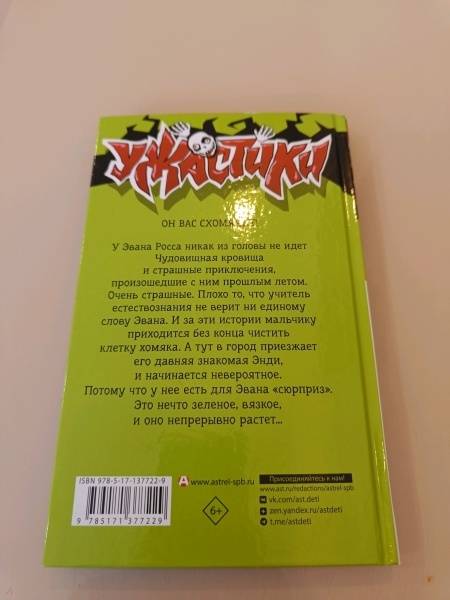 УЖАСТИКИ
ОН ВАС
У Эвана Росса никак из головы не идет
Чудовищная кровища
и страшные приключения,
произошедшие с ним прошлым летом.
Очень страшные. Плохо то, что учитель
естествознания не верит ни единому
слову Эвана. И за эти истории мальчику
приходится без конца чистить
клетку хомяка. А тут в город приезжает
его давняя знакомая Энди,
и начинается невероятное.
Потому что у нее есть для Эвана «сюрприз».
Это нечто зеленое, вязкое,
и оно непрерывно растет...
ISBN 978-5-17-137722-9
9 785171 377229
www.astrel-spb.ru
6+
Присоединяйтесь к нам!
www.ast.ru/redactions/astrel-spb
vk.com/ast.deti
zen.yandex.ru/astdeti
t.me/astdeti